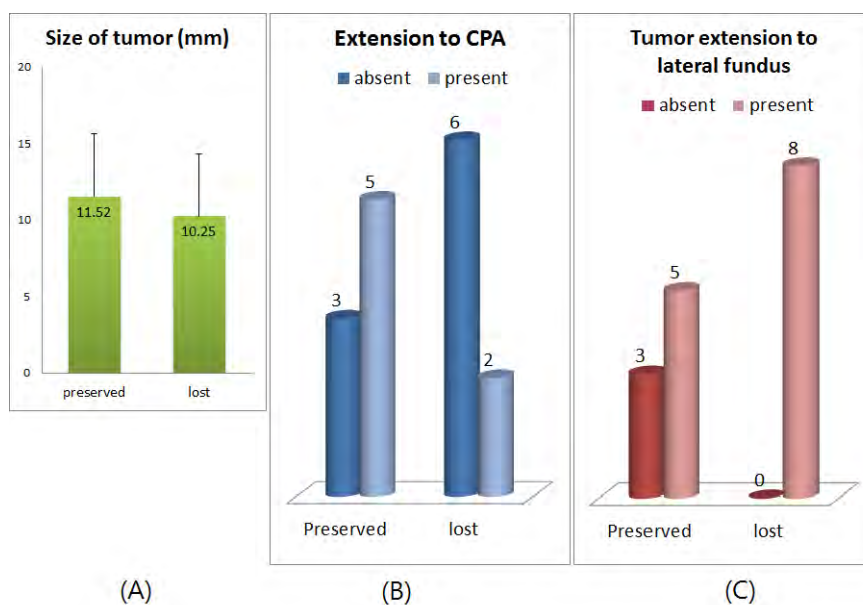 Size of tumor (mm)
20
15
10
5
0
11.52
10.25
preserved
lost
(A)
Extension to CPA
absent
present
3
5
6
2
Preserved
lost
(B)
Tumor extension to
lateral fundus
absent
present
3
5
0
8
Preserved
lost
(C)